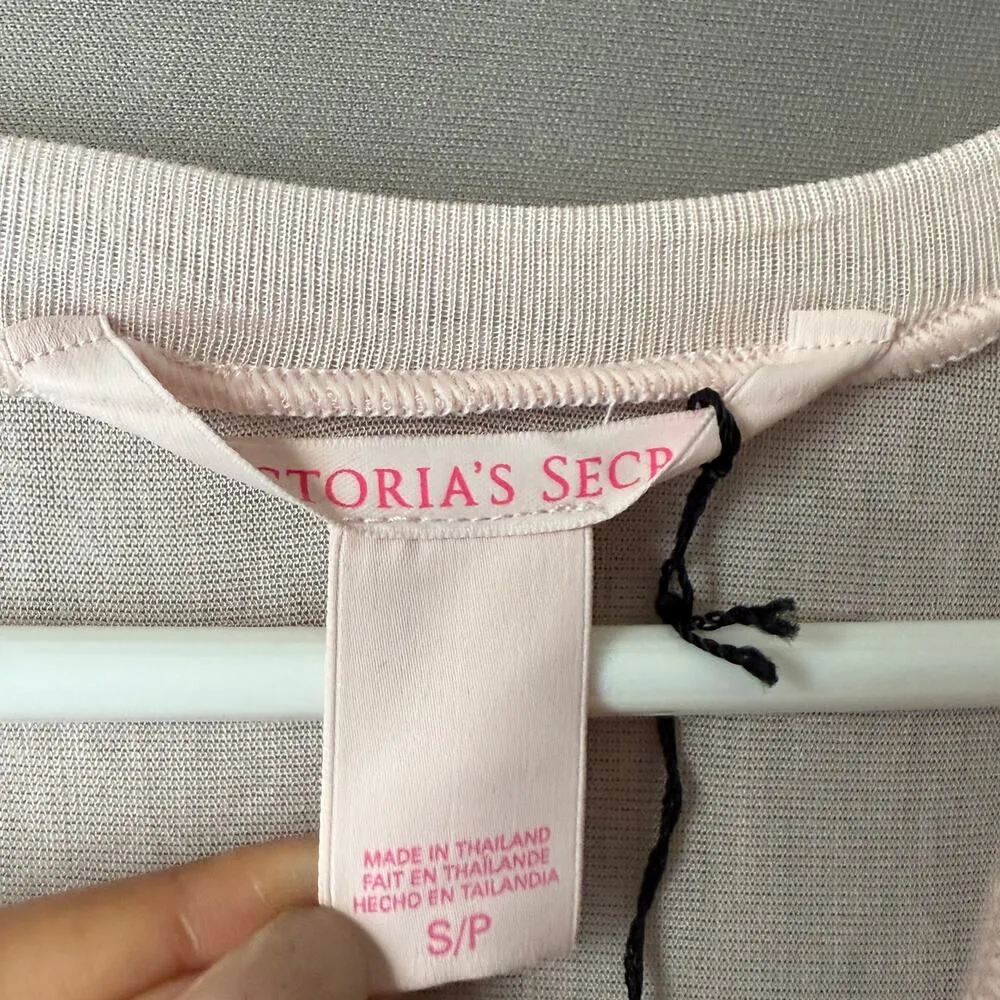 CTORIA'S SECR
MADE IN THAILAND
FAIT EN THAÏLANDE
HECHO EN TAILANDIA
S/P